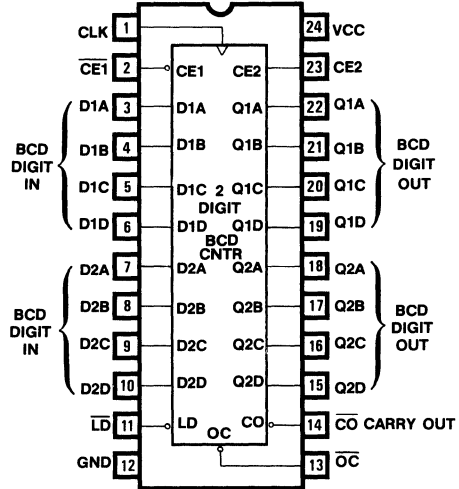 CLK 1 24 VCC
C̅E̅1̅ 2 CE1 CE2 23 CE2
D1A 3 D1A Q1A 22 Q1A
D1B 4 D1B Q1B 21 Q1B
BCD DIGIT IN
BCD DIGIT OUT
D1C 5 D1C 2 Q1C 20 Q1C
DIGIT
D1D 6 D1D Q1D 19 Q1D
BCD
CNTR
D2A 7 D2A Q2A 18 Q2A
D2B 8 D2B Q2B 17 Q2B
BCD DIGIT IN
BCD DIGIT OUT
D2C 9 D2C Q2C 16 Q2C
D2D 10 D2D Q2D 15 Q2D
L̅D̅ 11 LD CO 14 C̅O̅ CARRY OUT
OC
GND 12 13 O̅C̅